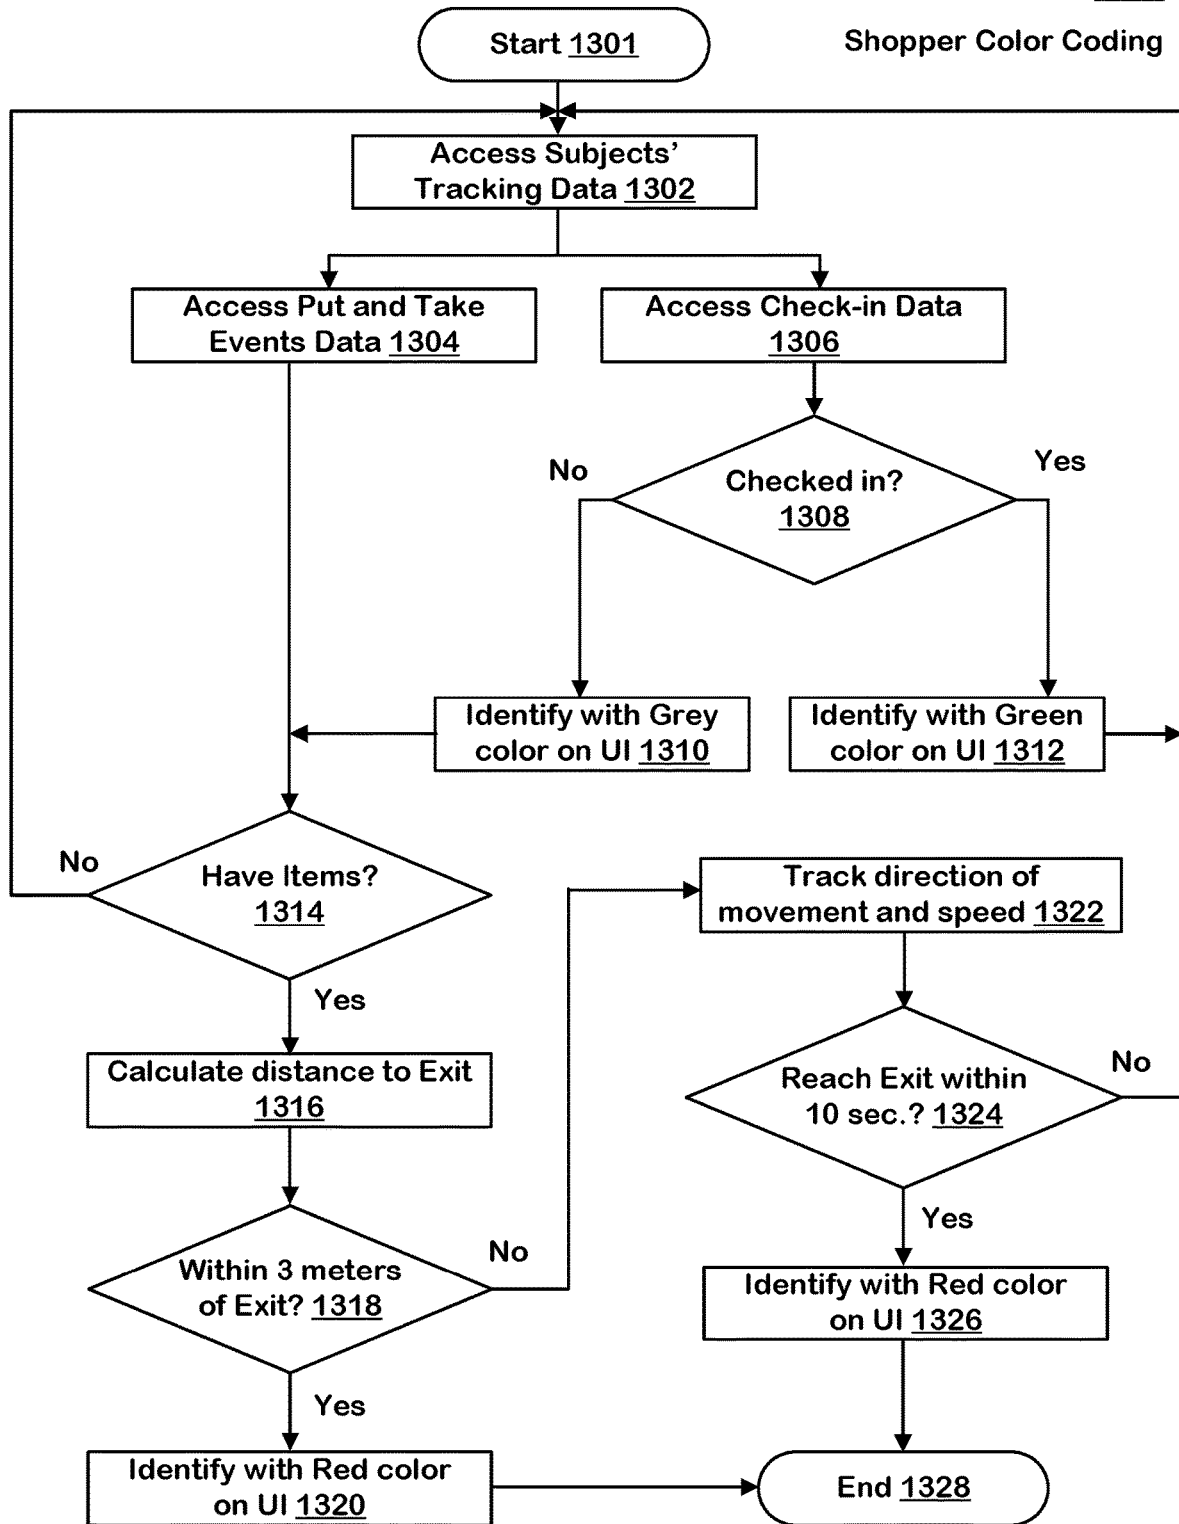 Start 1301
Shopper Color Coding
Access Subjects’
Tracking Data 1302
Access Put and Take
Events Data 1304
Access Check-in Data
1306
No
Yes
Checked in?
1308
Identify with Grey
color on UI 1310
Identify with Green
color on UI 1312
No
Have Items?
1314
Track direction of
movement and speed 1322
Yes
Calculate distance to Exit
1316
Reach Exit within
10 sec.? 1324
No
Within 3 meters
of Exit? 1318
No
Yes
Identify with Red color
on UI 1326
Yes
Identify with Red color
on UI 1320
End 1328